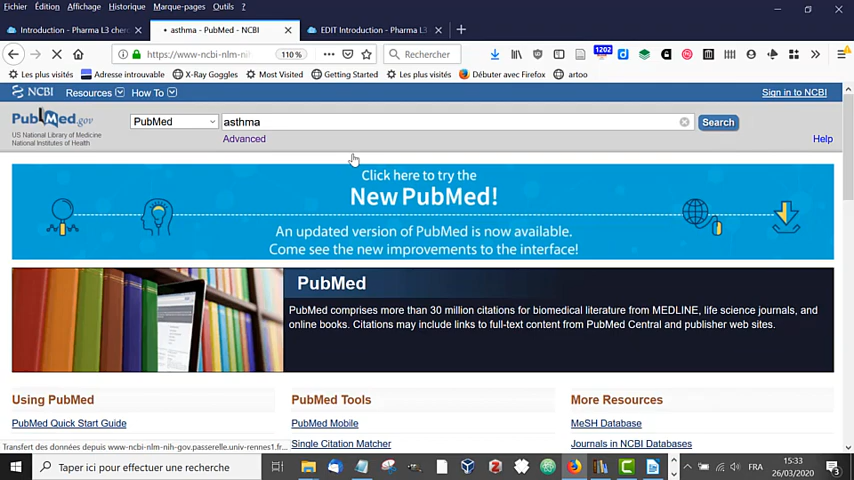 Fichier Édition Affichage Historique Marque-pages Outils ?
Introduction - Pharma L3 cherc
asthma - PubMed - NCBI
EDIT Introduction - Pharma L3
https://www-ncbi-nlm-ni
110 %
Rechercher
1202
Les plus visités
Adresse introuvable
X-Ray Goggles
Most Visited
Getting Started
Les plus visités
Débuter avec Firefox
artoo
NCBI Resources How To
Sign in to NCBI
PubMed.gov
US National Library of Medicine
National Institutes of Health
PubMed
asthma
Search
Advanced
Help
Click here to try the
New PubMed!
An updated version of PubMed is now available.
Come see the new improvements to the interface!
PubMed
PubMed comprises more than 30 million citations for biomedical literature from MEDLINE, life science journals, and
online books. Citations may include links to full-text content from PubMed Central and publisher web sites.
Using PubMed
PubMed Tools
More Resources
PubMed Quick Start Guide
PubMed Mobile
MeSH Database
Single Citation Matcher
Journals in NCBI Databases
Transfert des données depuis www-ncbi-nlm-nih-gov.passerelle.univ-rennes1.f...
Taper ici pour effectuer une recherche
FRA
15:33
26/03/2020
3